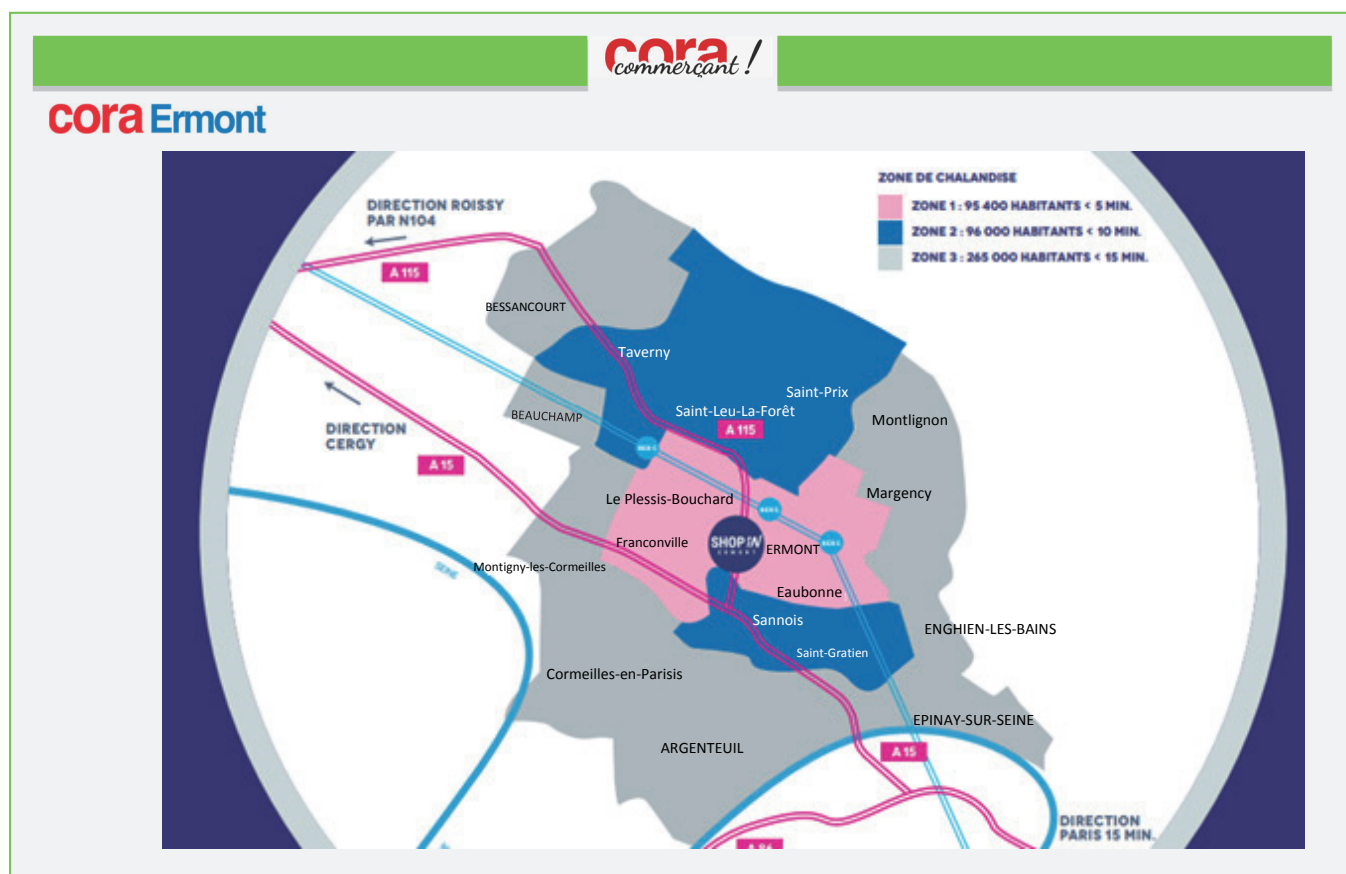 cora
commerçant !
cora Ermont
ZONE DE CHALANDISE
ZONE 1 : 95 400 HABITANTS < 5 MIN.
ZONE 2 : 96 000 HABITANTS < 10 MIN.
ZONE 3 : 265 000 HABITANTS < 15 MIN.
DIRECTION ROISSY
PAR N104
A 115
BESSANCOURT
Taverny
Saint-Prix
BEAUCHAMP
Saint-Leu-La-Forêt
Montlignon
DIRECTION
CERGY
A 115
A 15
Le Plessis-Bouchard
Margency
Franconville
SHOP IN
ERMONT
ERMONT
Montigny-les-Cormeilles
SEINE
Eaubonne
Sannois
ENGHIEN-LES-BAINS
Saint-Gratien
Cormeilles-en-Parisis
EPINAY-SUR-SEINE
ARGENTEUIL
A 15
DIRECTION
PARIS 15 MIN.
A 86